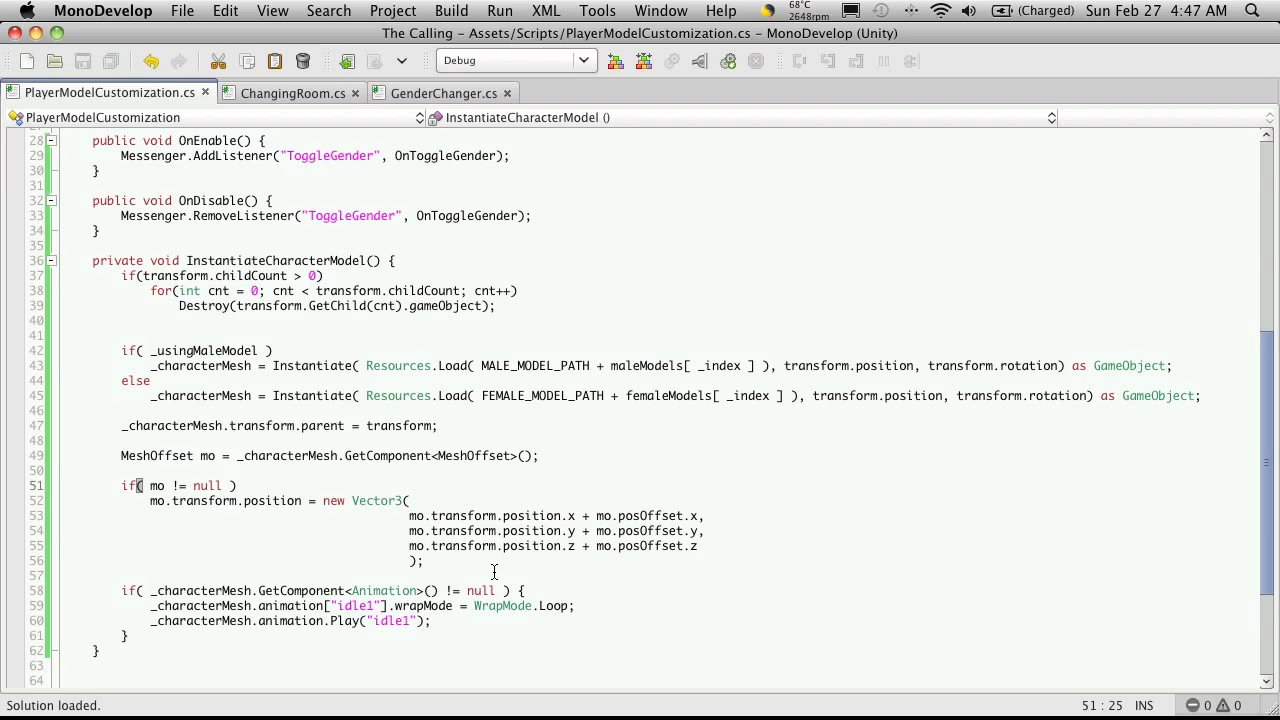 MonoDevelop File Edit View Search Project Build Run XML Tools Window Help 68°C 2648rpm (Charged) Sun Feb 27 4:47 AM
The Calling - Assets/Scripts/PlayerModelCustomization.cs - MonoDevelop (Unity)
Debug
PlayerModelCustomization.cs ChangingRoom.cs GenderChanger.cs
PlayerModelCustomization InstantiateCharacterModel ()
28 public void OnEnable() {
29 Messenger.AddListener("ToggleGender", OnToggleGender);
30 }
31
32 public void OnDisable() {
33 Messenger.RemoveListener("ToggleGender", OnToggleGender);
34 }
35
36 private void InstantiateCharacterModel() {
37 if(transform.childCount > 0)
38 for(int cnt = 0; cnt < transform.childCount; cnt++)
39 Destroy(transform.GetChild(cnt).gameObject);
40
41
42 if( _usingMaleModel )
43 _characterMesh = Instantiate( Resources.Load( MALE_MODEL_PATH + maleModels[ _index ] ), transform.position, transform.rotation) as GameObject;
44 else
45 _characterMesh = Instantiate( Resources.Load( FEMALE_MODEL_PATH + femaleModels[ _index ] ), transform.position, transform.rotation) as GameObject;
46
47 _characterMesh.transform.parent = transform;
48
49 MeshOffset mo = _characterMesh.GetComponent<MeshOffset>();
50
51 if( mo != null )
52 mo.transform.position = new Vector3(
53 mo.transform.position.x + mo.posOffset.x,
54 mo.transform.position.y + mo.posOffset.y,
55 mo.transform.position.z + mo.posOffset.z
56 );
57
58 if( _characterMesh.GetComponent<Animation>() != null ) {
59 _characterMesh.animation["idle1"].wrapMode = WrapMode.Loop;
60 _characterMesh.animation.Play("idle1");
61 }
62 }
63
64
Solution loaded. 51 : 25 INS 0 0